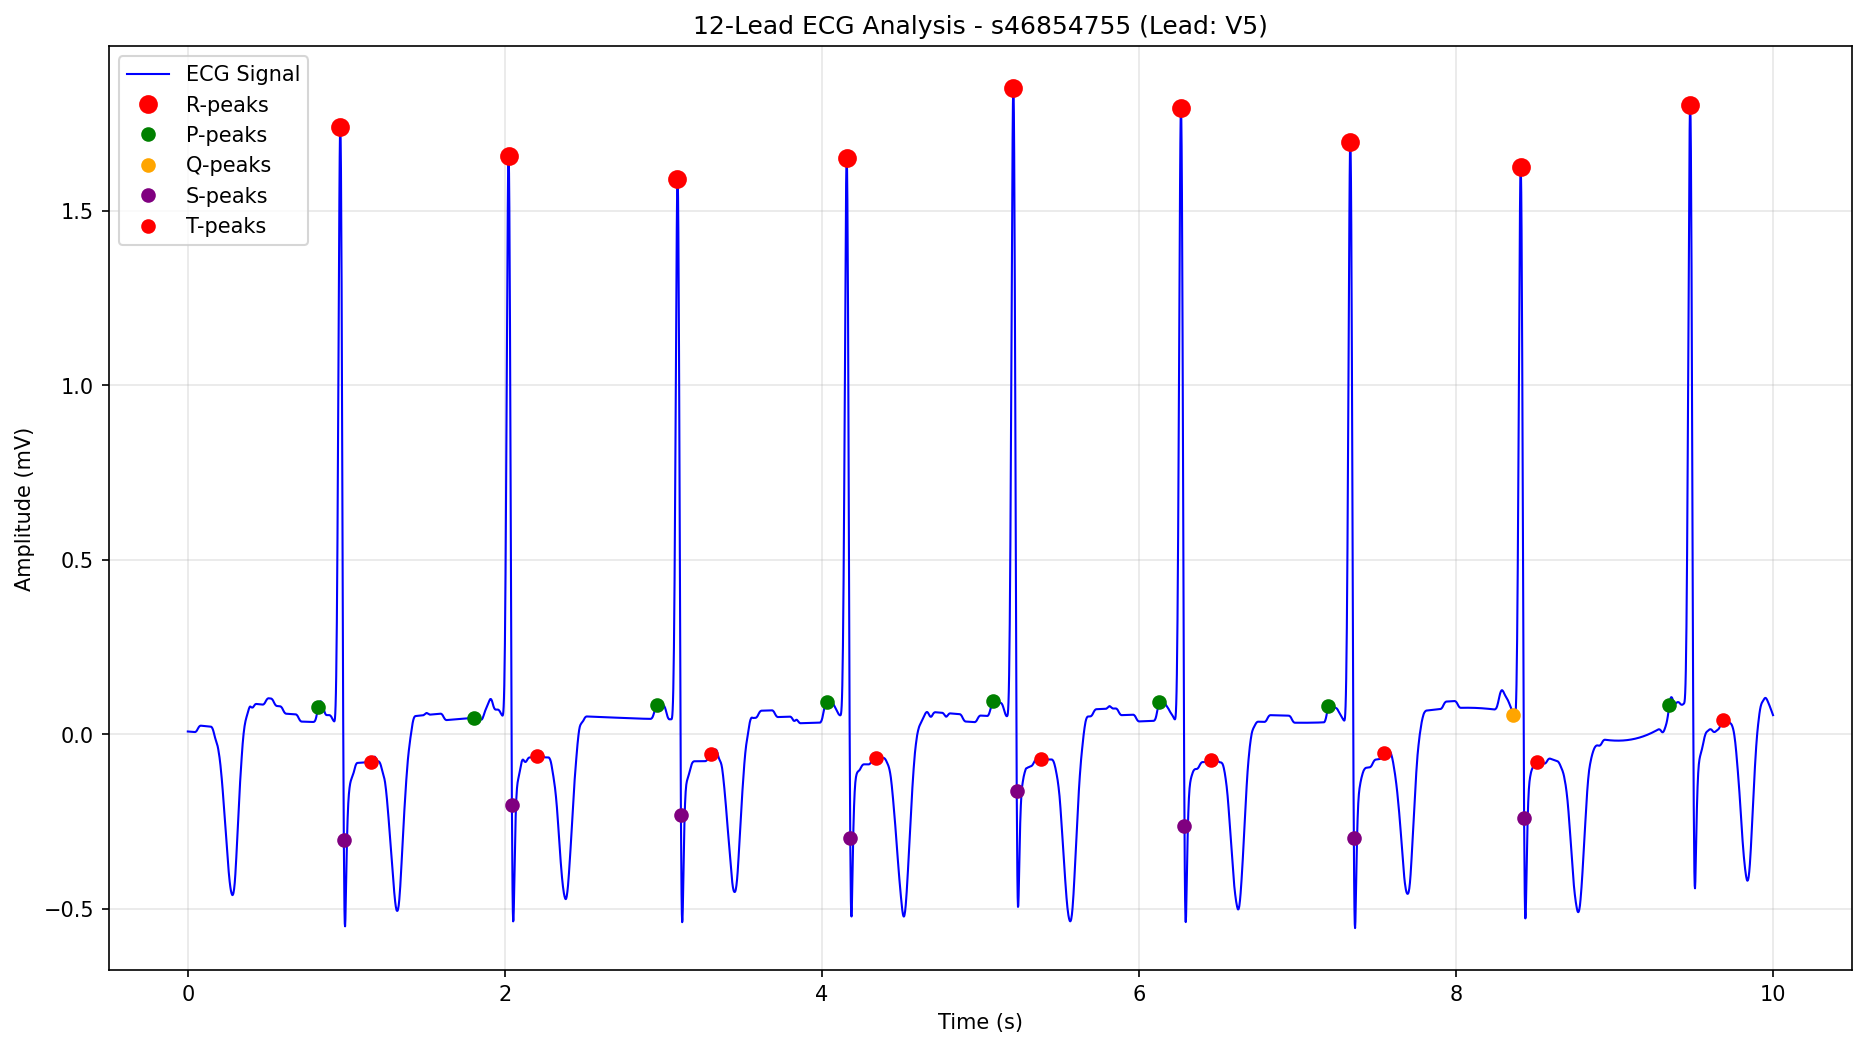 12-Lead ECG Analysis - s46854755 (Lead: V5)
ECG Signal
R-peaks
P-peaks
Q-peaks
S-peaks
T-peaks
1.5
1.0
0.5
0.0
−0.5
Amplitude (mV)
0 2 4 6 8 10
Time (s)